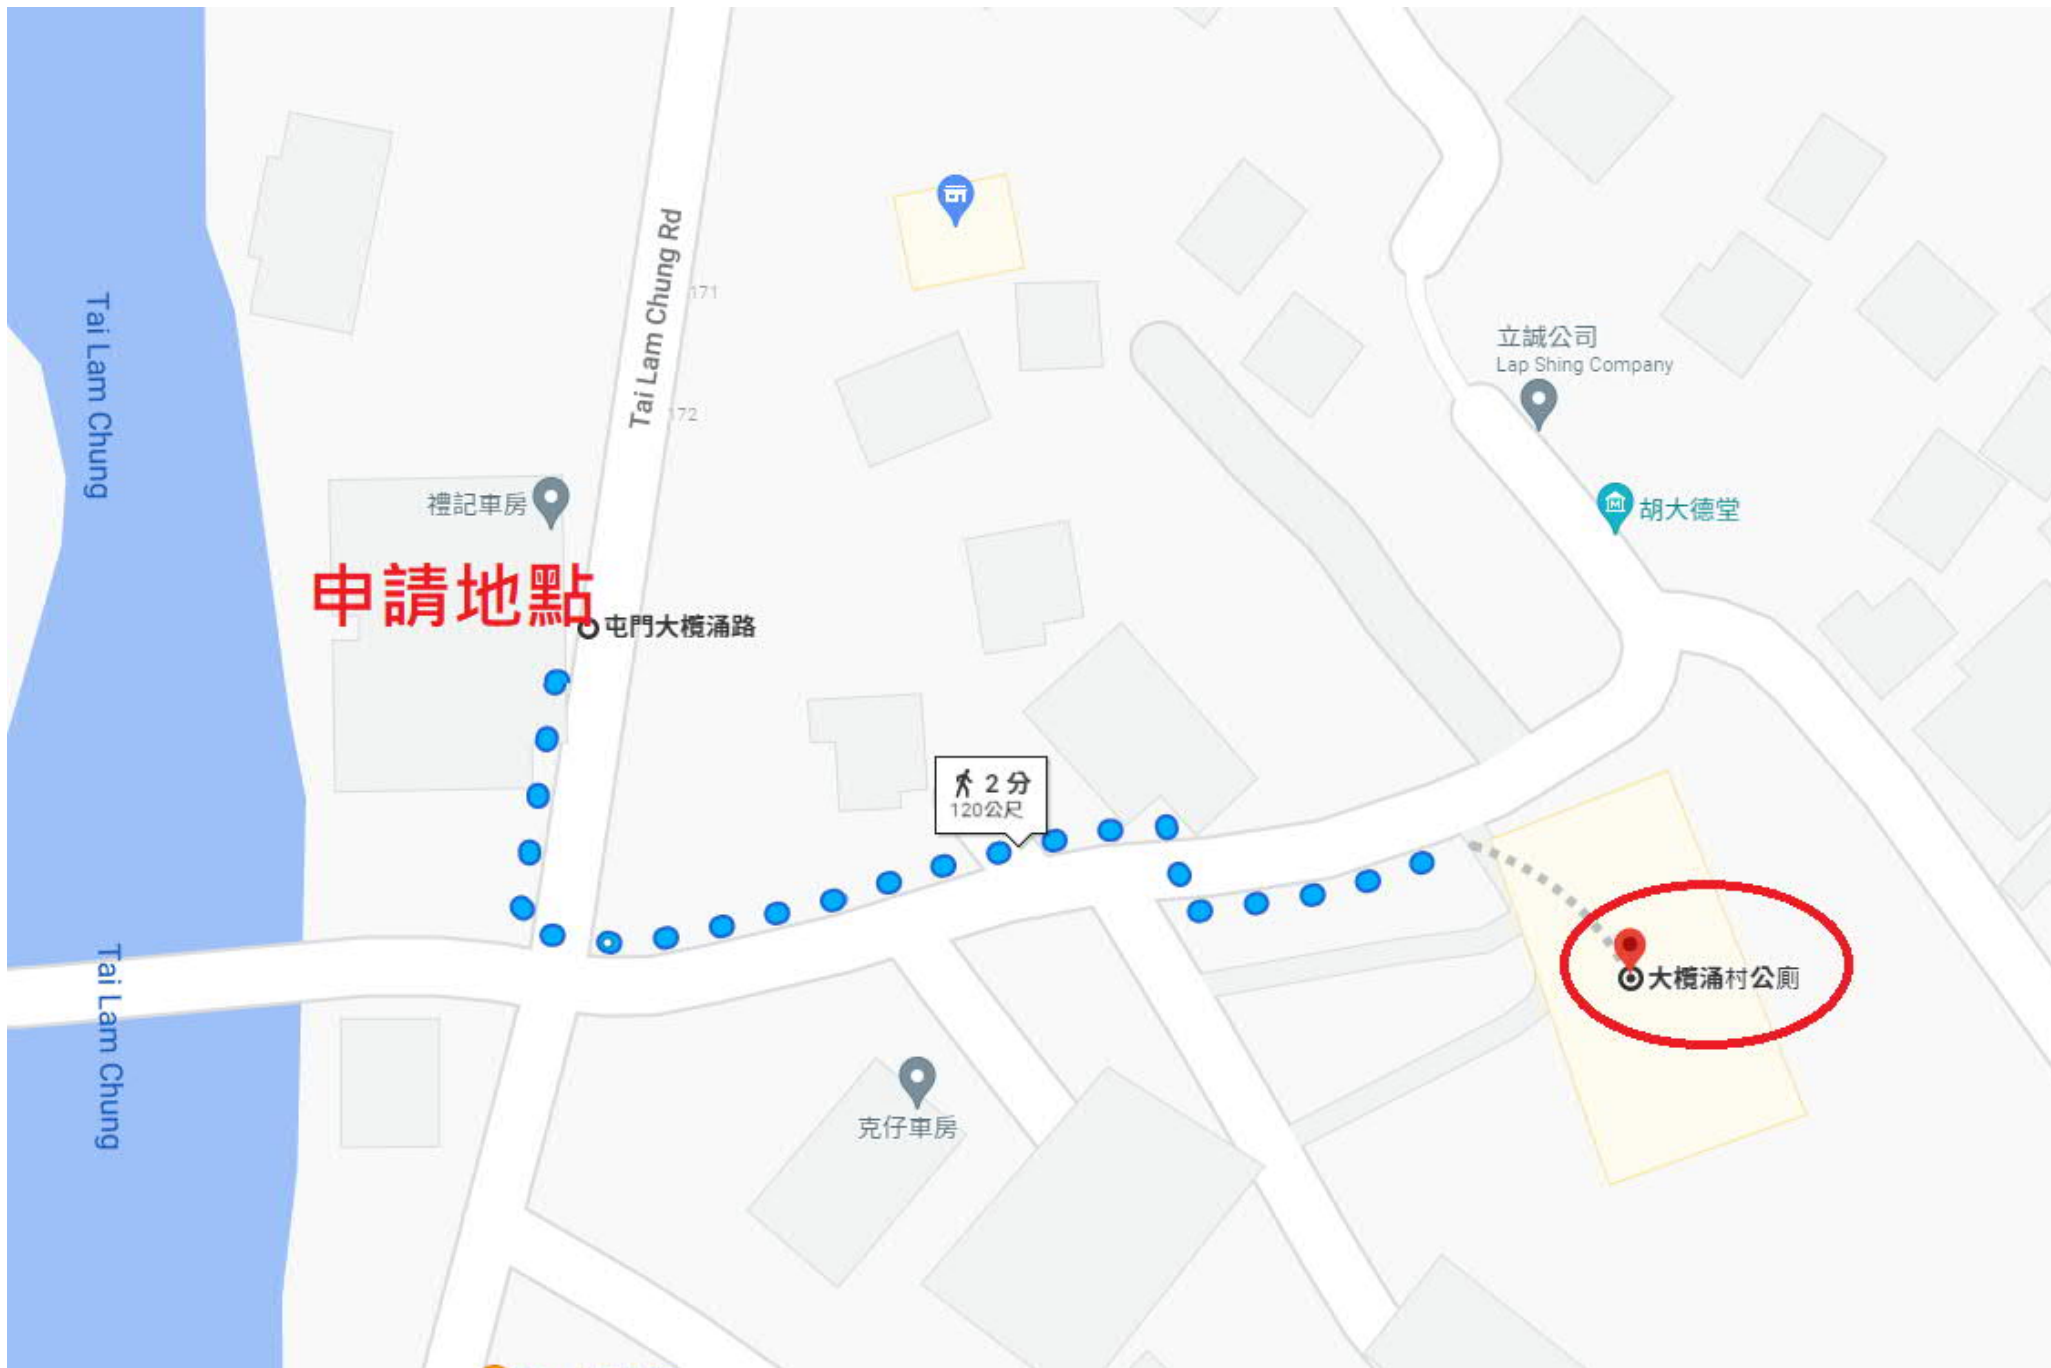 Tai Lam Chung Rd
171
172
Tai Lam Chung
立誠公司
Lap Shing Company
胡大德堂
禮記車房
申請地點
屯門大欖涌路
2 分
120公尺
大欖涌村公廁
Tai Lam Chung
克仔車房